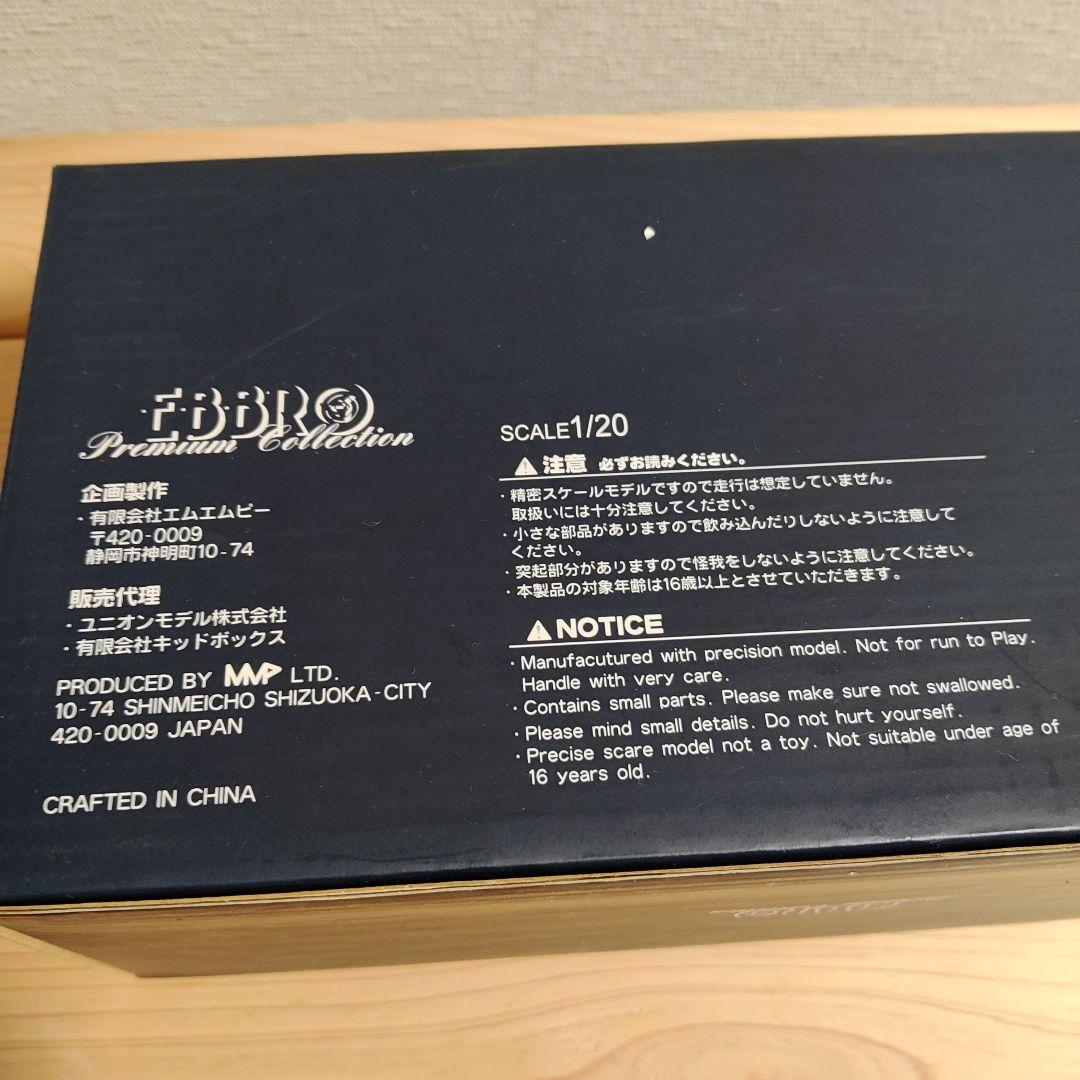 EBBRO
Premium Collection
企画製作
・有限会社エムエムピー
〒420-0009
静岡市神明町10-74
販売代理
・ユニオンモデル株式会社
・有限会社キッドボックス
PRODUCED BY MMP LTD.
10-74 SHINMEICHO SHIZUOKA-CITY
420-0009 JAPAN
CRAFTED IN CHINA
SCALE1/20
注意 必ずお読みください。
・精密スケールモデルですので走行は想定していません。
取扱いには十分注意してください。
・小さな部品がありますので飲み込んだりしないように注意して
ください。
・突起部分がありますので怪我をしないように注意してください。
・本製品の対象年齢は16歳以上とさせていただきます。
NOTICE
・Manufacutured with precision model. Not for run to Play.
Handle with very care.
・Contains small parts. Please make sure not swallowed.
・Please mind small details. Do not hurt yourself.
・Precise scare model not a toy. Not suitable under age of
16 years old.